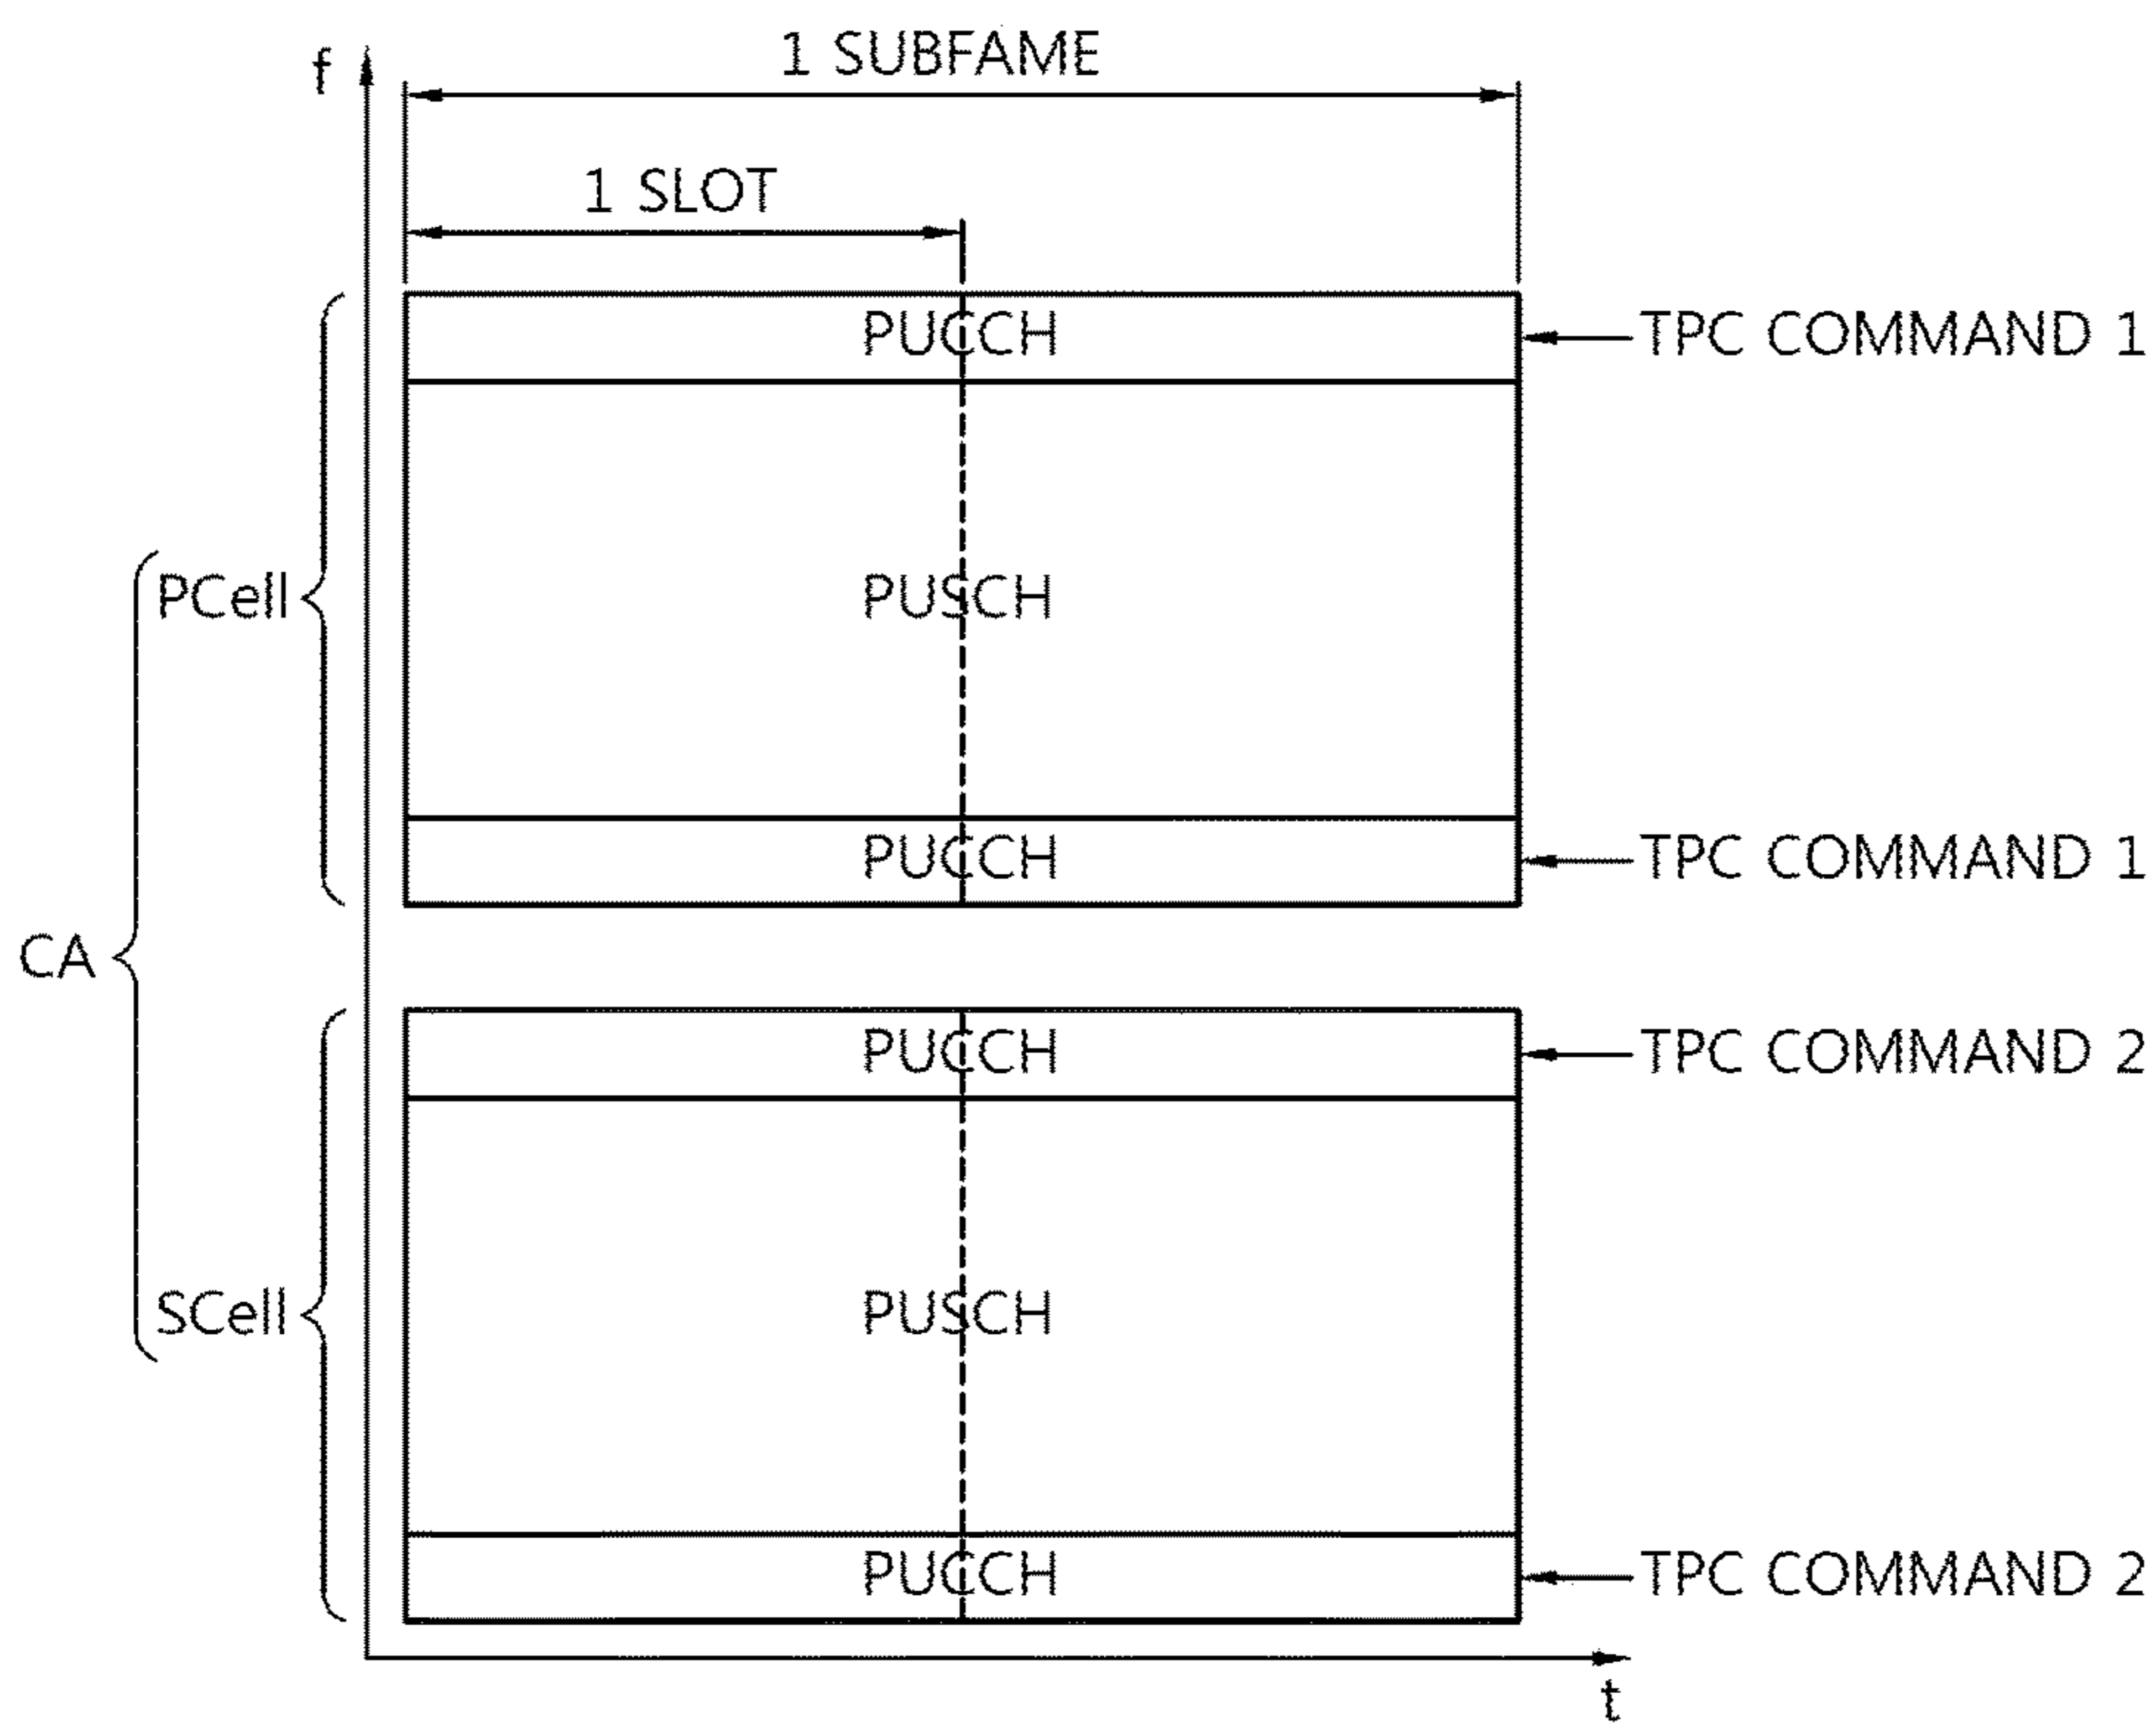 f
1 SUBFAME
1 SLOT
PUCCH
TPC COMMAND 1
PCell
PUSCH
PUCCH
TPC COMMAND 1
CA
PUCCH
TPC COMMAND 2
SCell
PUSCH
PUCCH
TPC COMMAND 2
t